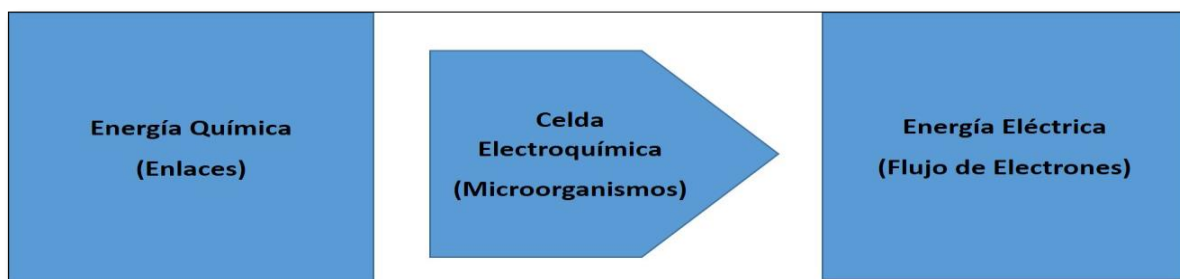 Energía Química
(Enlaces)
Celda
Electroquímica
(Microorganismos)
Energía Eléctrica
(Flujo de Electrones)